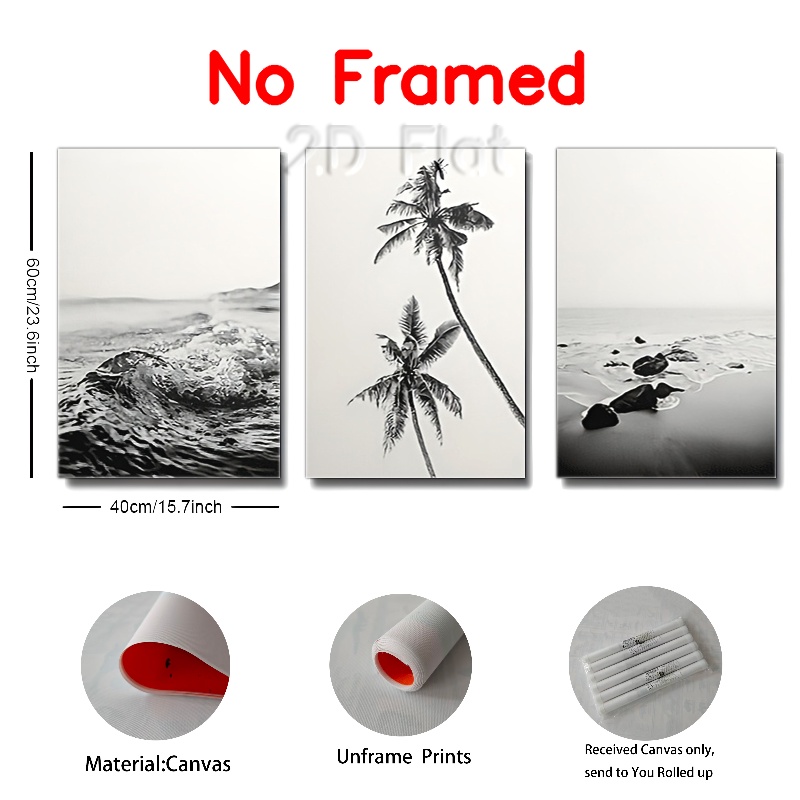 No Framed
2D Flat
60cm/23.6inch
40cm/15.7inch
Material:Canvas
Unframe Prints
Received Canvas only,
send to You Rolled up